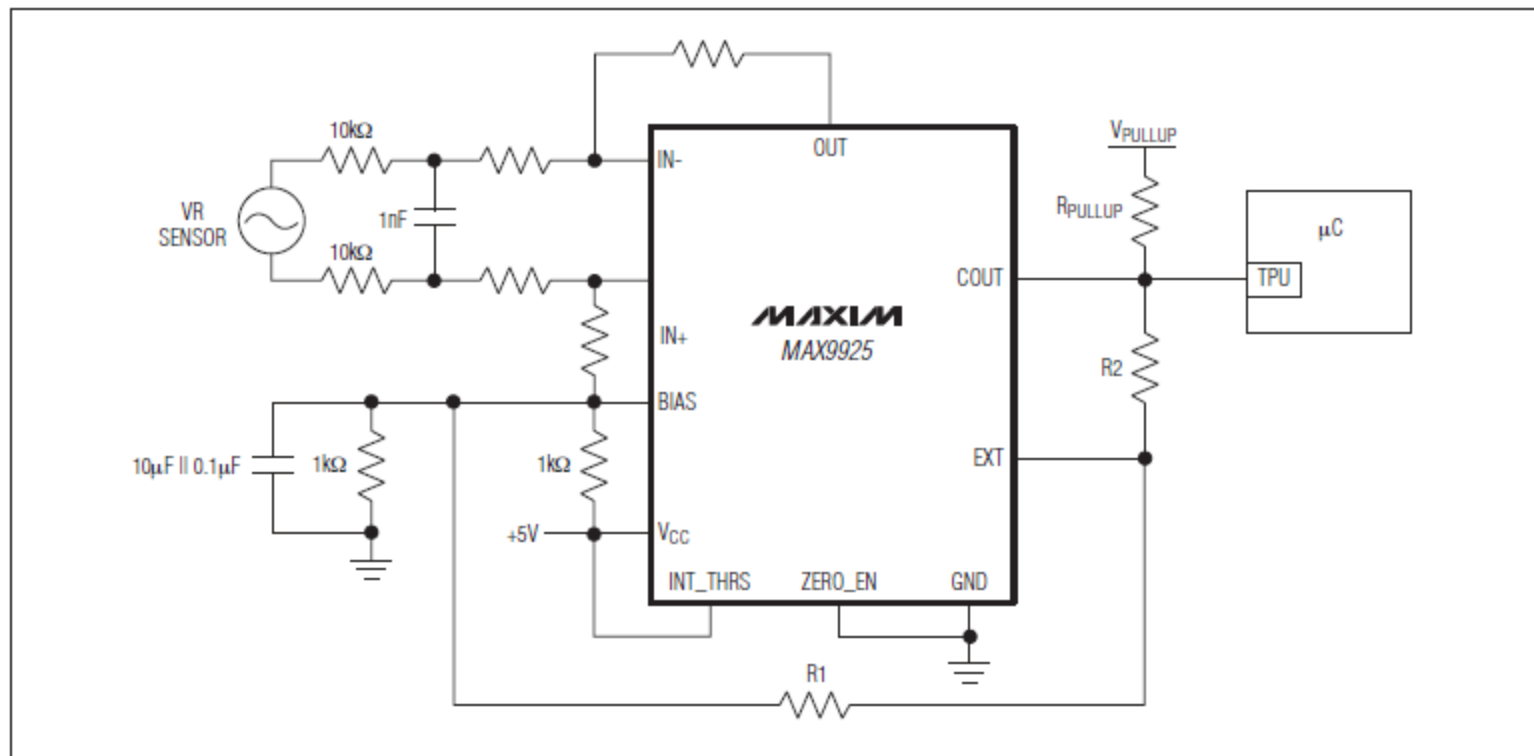 10kΩ
IN-
OUT
VPULLUP
RPULLUP
VR
SENSOR
1nF
µC
10kΩ
COUT
TPU
MAXIM
MAX9925
IN+
R2
BIAS
10µF || 0.1µF
1kΩ
1kΩ
EXT
+5V
VCC
INT_THRS
ZERO_EN
GND
R1